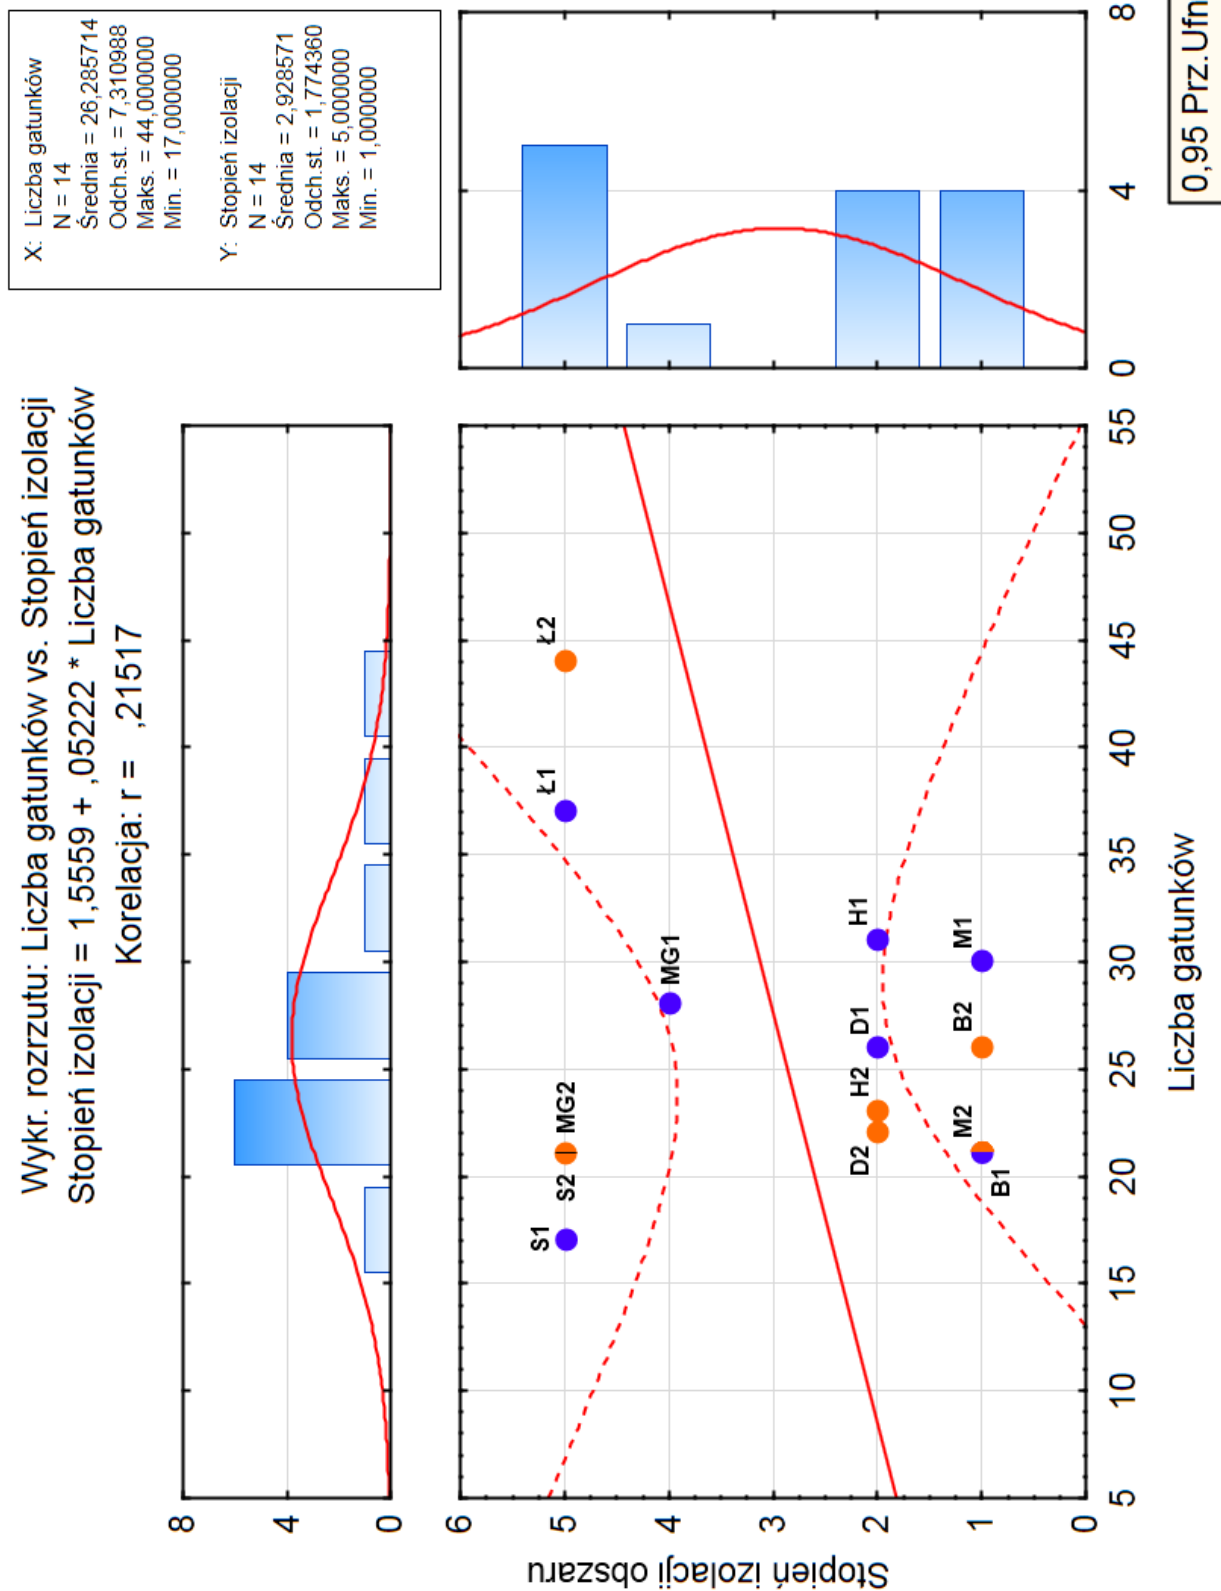 Wykr. rozrzutu: Liczba gatunków vs. Stopień izolacji
Stopień izolacji = 1,5559 + ,05222 * Liczba gatunków
Korelacja: r = ,21517
X: Liczba gatunków
N = 14
Średnia = 26,285714
Odch.st. = 7,310988
Maks. = 44,000000
Min. = 17,000000
Y: Stopień izolacji
N = 14
Średnia = 2,928571
Odch.st. = 1,774360
Maks. = 5,000000
Min. = 1,000000
8
4
0
6
5
4
3
2
1
0
Stopień izolacji obszaru
S1
S2
MG2
Ł1
Ł2
MG1
D2
H2
D1
H1
B1
M2
B2
M1
5 10 15 20 25 30 35 40 45 50 55
Liczba gatunków
0 4 8
0,95 Prz.Ufn